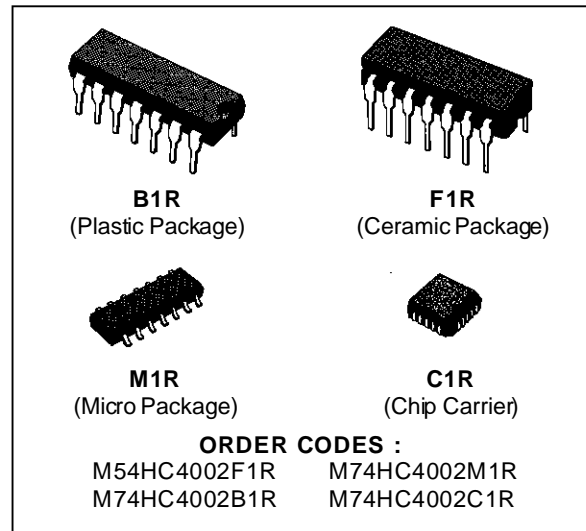 B1R
(Plastic Package)
F1R
(Ceramic Package)
M1R
(Micro Package)
C1R
(Chip Carrier)
ORDER CODES :
M54HC4002F1R M74HC4002M1R
M74HC4002B1R M74HC4002C1R